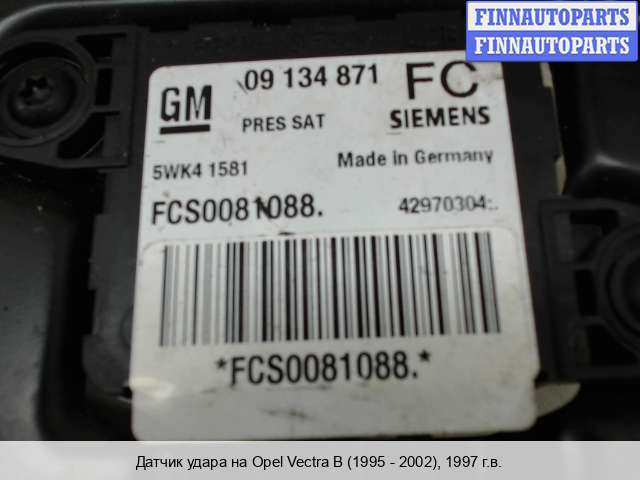 FINNAUTOPARTS
FINNAUTOPARTS
GM
09 134 871
FC
PRES SAT
SIEMENS
5WK4 1581
Made in Germany
FCS0081088.
42970304:.
*FCS0081088.*
Датчик удара на Opel Vectra B (1995 - 2002), 1997 г.в.